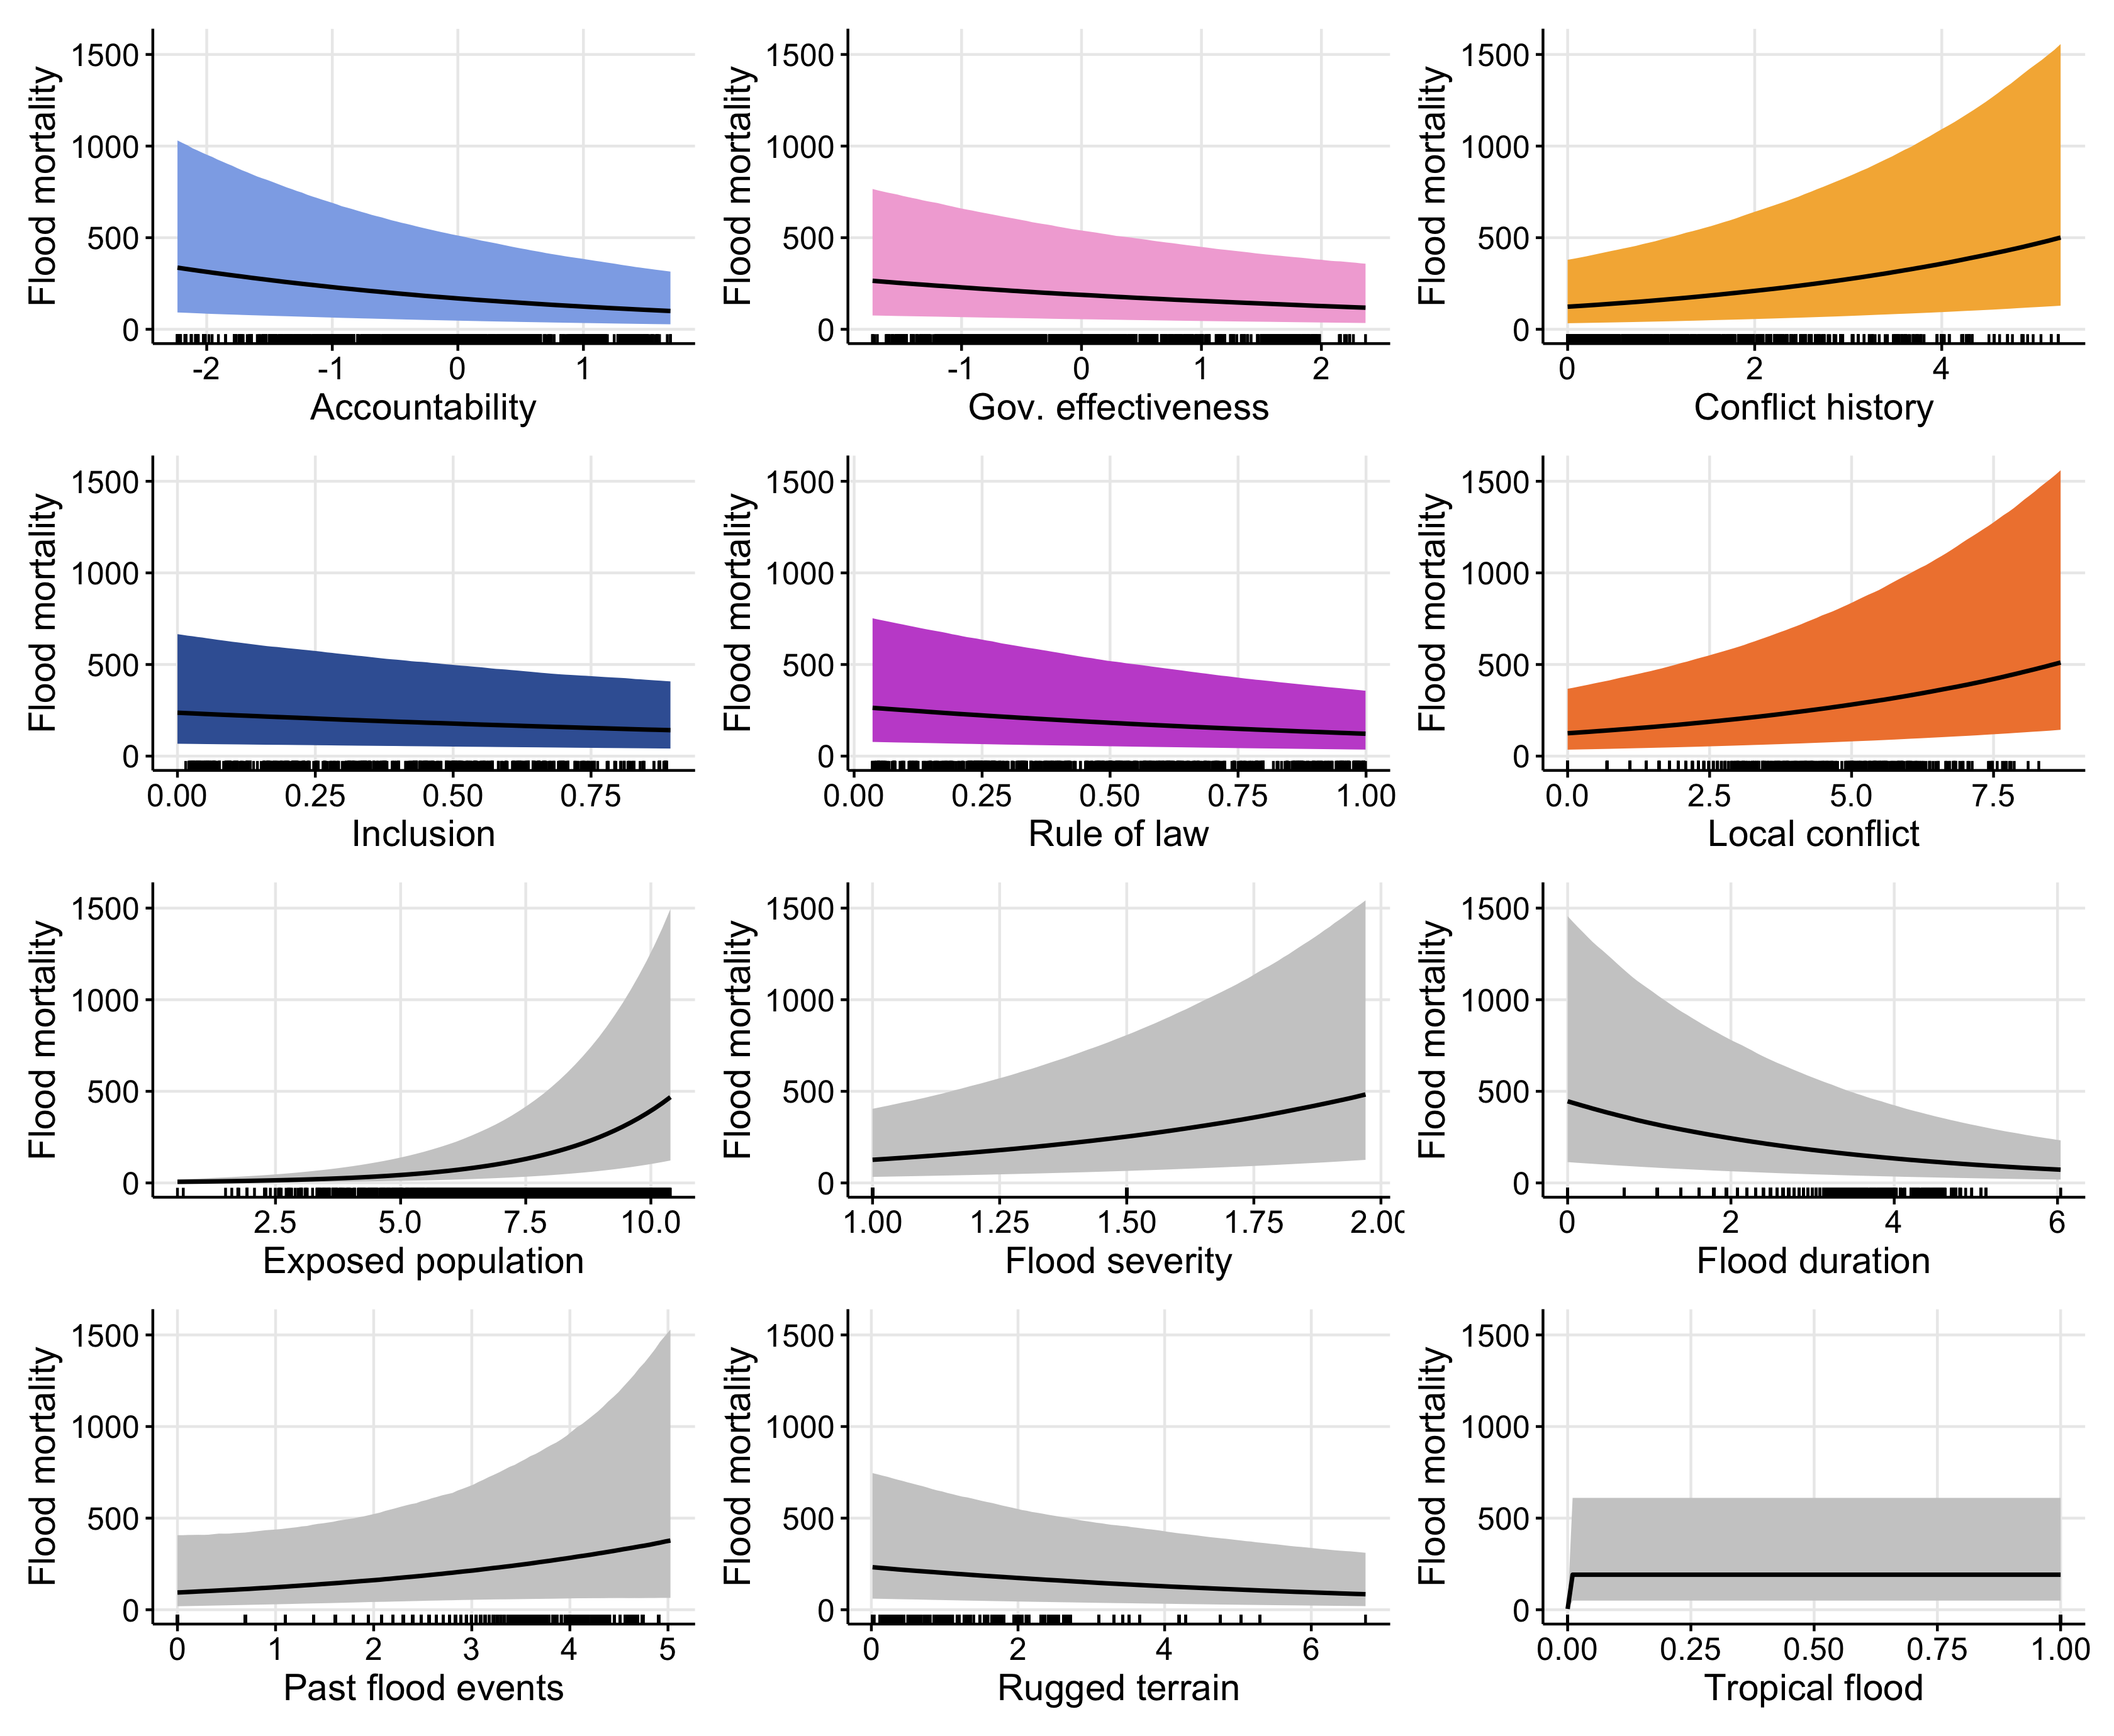 Flood mortality
1500
1000
500
0
-2 -1 0 1
Accountability
Flood mortality
1500
1000
500
0
-1 0 1 2
Gov. effectiveness
Flood mortality
1500
1000
500
0
0 2 4
Conflict history
Flood mortality
1500
1000
500
0
0.00 0.25 0.50 0.75
Inclusion
Flood mortality
1500
1000
500
0
0.00 0.25 0.50 0.75 1.00
Rule of law
Flood mortality
1500
1000
500
0
0.0 2.5 5.0 7.5
Local conflict
Flood mortality
1500
1000
500
0
2.5 5.0 7.5 10.0
Exposed population
Flood mortality
1500
1000
500
0
1.00 1.25 1.50 1.75 2.00
Flood severity
Flood mortality
1500
1000
500
0
0 2 4 6
Flood duration
Flood mortality
1500
1000
500
0
0 1 2 3 4 5
Past flood events
Flood mortality
1500
1000
500
0
0 2 4 6
Rugged terrain
Flood mortality
1500
1000
500
0
0.00 0.25 0.50 0.75 1.00
Tropical flood